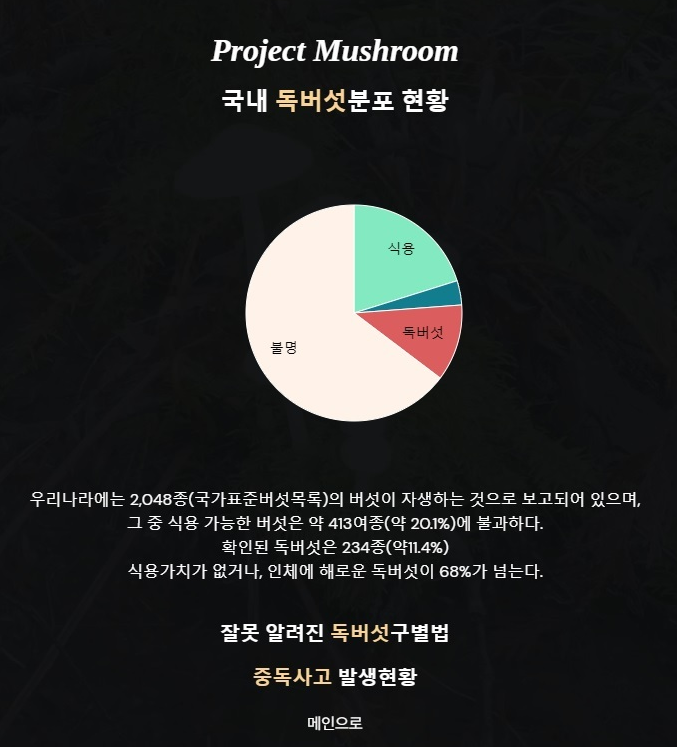 Project Mushroom
국내 독버섯분포 현황
식용
독버섯
불명
우리나라에는 2,048종(국가표준버섯목록)의 버섯이 자생하는 것으로 보고되어 있으며,
그 중 식용 가능한 버섯은 약 413여종(약 20.1%)에 불과하다.
확인된 독버섯은 234종(약11.4%)
식용가치가 없거나, 인체에 해로운 독버섯이 68%가 넘는다.
잘못 알려진 독버섯구별법
중독사고 발생현황
메인으로